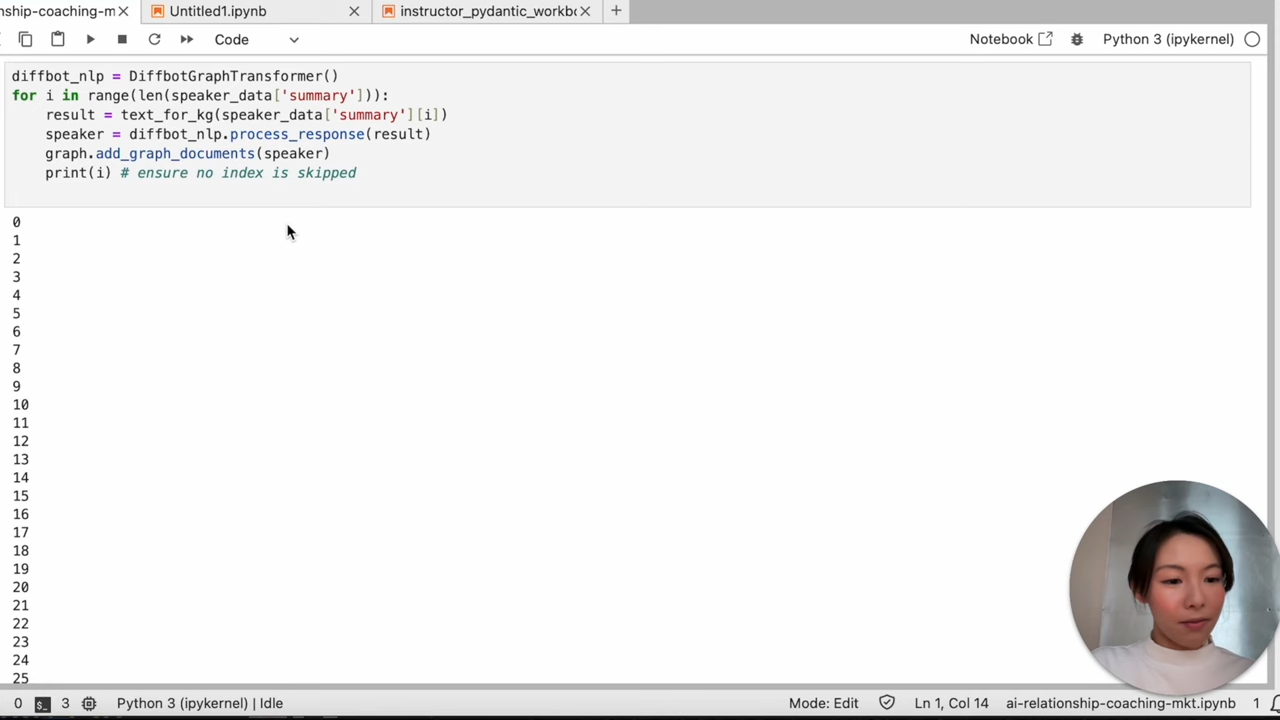 nship-coaching-m
Untitled1.ipynb
instructor_pydantic_workbo
Code
Notebook
Python 3 (ipykernel)
diffbot_nlp = DiffbotGraphTransformer()
for i in range(len(speaker_data['summary'])):
    result = text_for_kg(speaker_data['summary'][i])
    speaker = diffbot_nlp.process_response(result)
    graph.add_graph_documents(speaker)
    print(i) # ensure no index is skipped
0
1
2
3
4
5
6
7
8
9
10
11
12
13
14
15
16
17
18
19
20
21
22
23
24
25
0
$_
3
Python 3 (ipykernel) | Idle
Mode: Edit
Ln 1, Col 14
ai-relationship-coaching-mkt.ipynb
1